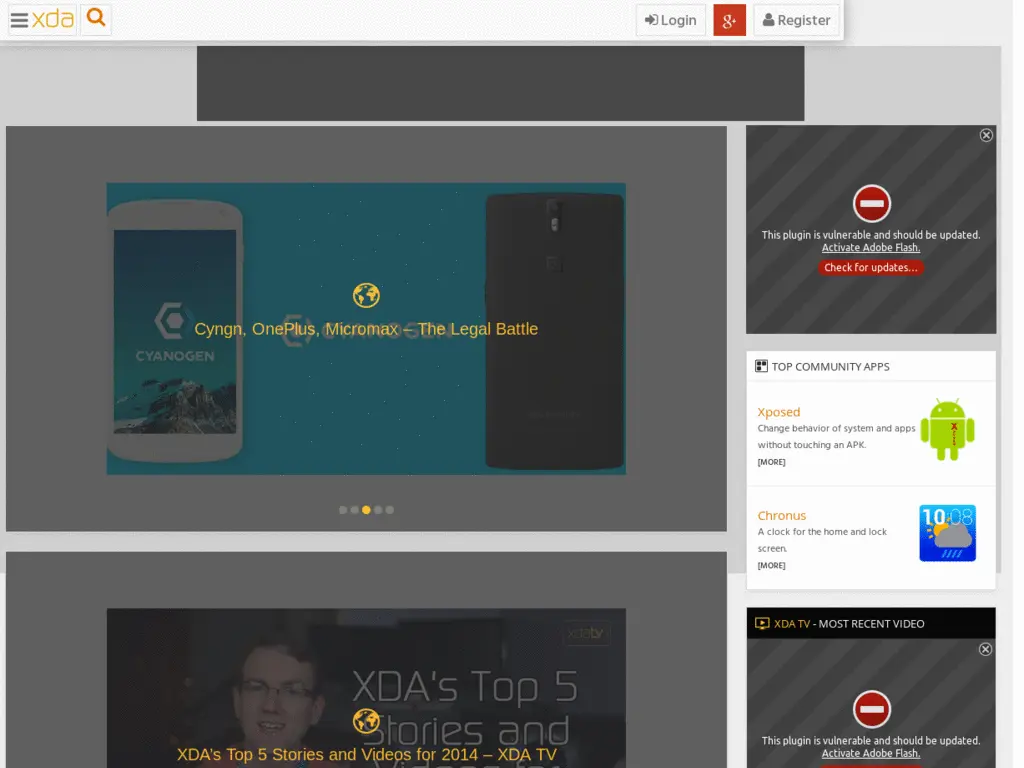 xda
Login
g+
Register
CYANOGEN
Cyngn, OnePlus, Micromax – The Legal Battle
This plugin is vulnerable and should be updated.
Activate Adobe Flash.
Check for updates...
TOP COMMUNITY APPS
Xposed
Change behavior of system and apps
without touching an APK.
[MORE]
Chronus
A clock for the home and lock
screen.
[MORE]
10:08
XDA TV - MOST RECENT VIDEO
This plugin is vulnerable and should be updated.
Activate Adobe Flash.
xdatv
XDA's Top 5
Stories and
Videos for
XDA's Top 5 Stories and Videos for 2014 – XDA TV